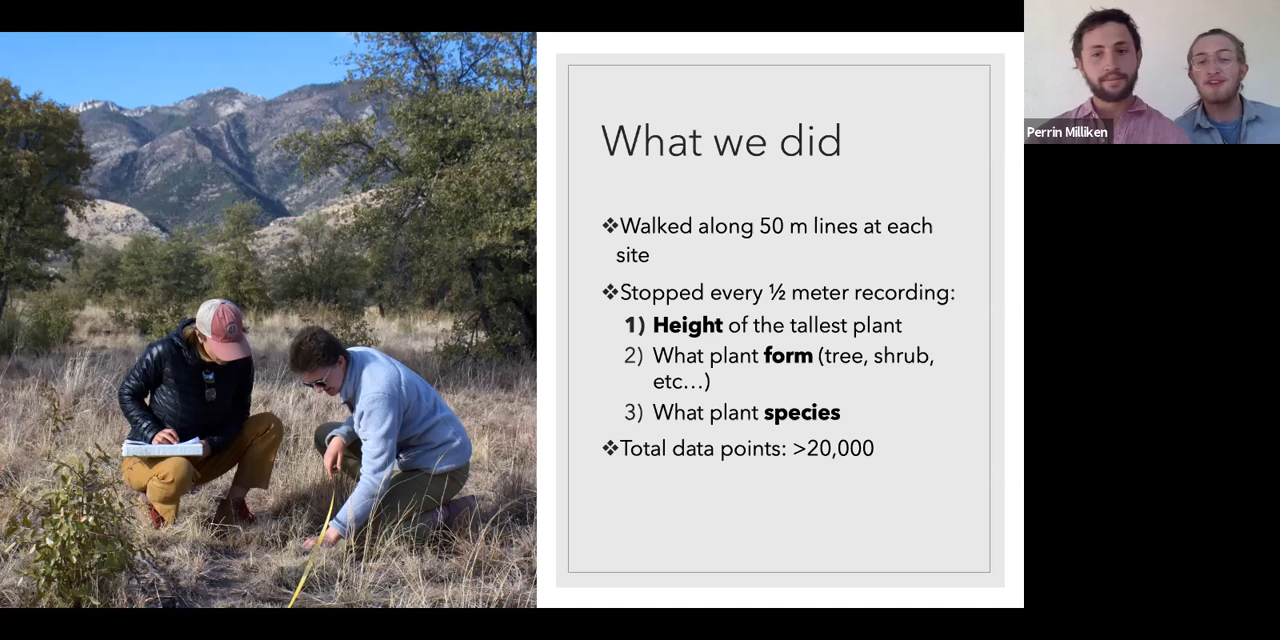 What we did
❖Walked along 50 m lines at each
site
❖Stopped every ½ meter recording:
1) Height of the tallest plant
2) What plant form (tree, shrub,
etc…)
3) What plant species
❖Total data points: >20,000
Perrin Milliken